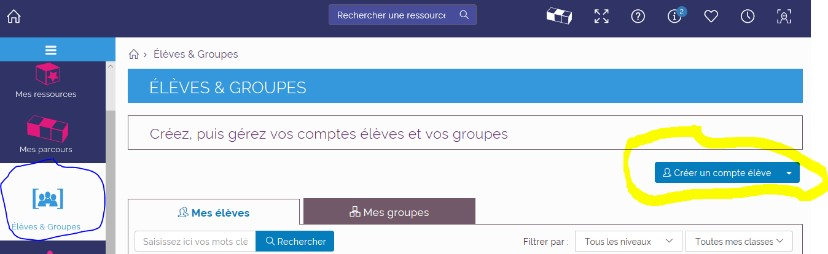 Rechercher une ressourc
2
Élèves & Groupes
Mes ressources
ÉLÈVES & GROUPES
Mes parcours
Créez, puis gérez vos comptes élèves et vos groupes
Créer un compte élève
Élèves & Groupes
Mes élèves
Mes groupes
Saisissez ici vos mots clé
Rechercher
Filtrer par :
Tous les niveaux
Toutes mes classes